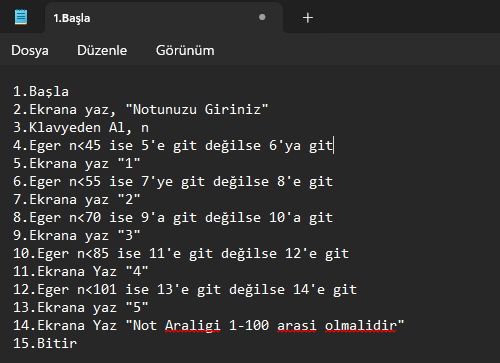 1.Başla
Dosya Düzenle Görünüm
1.Başla
2.Ekrana yaz, "Notunuzu Giriniz"
3.Klavyeden Al, n
4.Eger n<45 ise 5'e git değilse 6'ya git
5.Ekrana yaz "1"
6.Eger n<55 ise 7'ye git değilse 8'e git
7.Ekrana yaz "2"
8.Eger n<70 ise 9'a git değilse 10'a git
9.Ekrana yaz "3"
10.Eger n<85 ise 11'e git değilse 12'e git
11.Ekrana Yaz "4"
12.Eger n<101 ise 13'e git değilse 14'e git
13.Ekrana yaz "5"
14.Ekrana Yaz "Not Araligi 1-100 arasi olmalidir"
15.Bitir